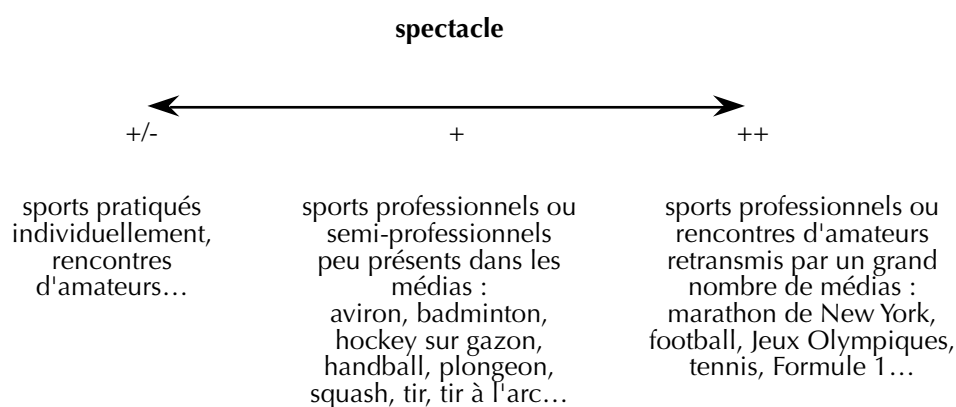 spectacle
+/-
+
++
sports pratiqués
individuellement,
rencontres
d'amateurs…
sports professionnels ou
semi-professionnels
peu présents dans les
médias :
aviron, badminton,
hockey sur gazon,
handball, plongeon,
squash, tir, tir à l'arc…
sports professionnels ou
rencontres d'amateurs
retransmis par un grand
nombre de médias :
marathon de New York,
football, Jeux Olympiques,
tennis, Formule 1…